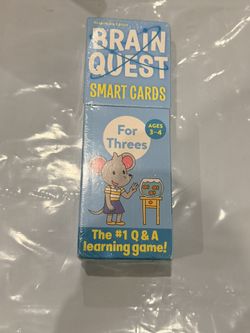 BRAIN
QUEST
SMART CARDS
For
Threes
AGES
3-4
The #1 Q & A
learning game!